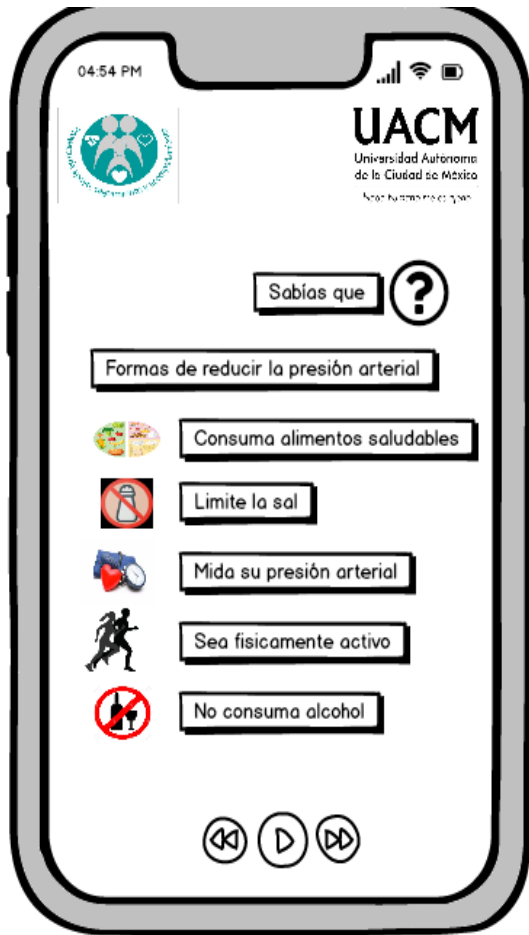 04:54 PM
UACM
Universidad Autónoma
de la Ciudad de México
Sabías que
?
Formas de reducir la presión arterial
Consuma alimentos saludables
Limite la sal
Mida su presión arterial
Sea fisicamente activo
No consuma alcohol